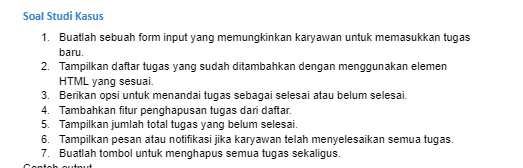 Soal Studi Kasus
1. Buatlah sebuah form input yang memungkinkan karyawan untuk memasukkan tugas
baru.
2. Tampilkan daftar tugas yang sudah ditambahkan dengan menggunakan elemen
HTML yang sesuai.
3. Berikan opsi untuk menandai tugas sebagai selesai atau belum selesai.
4. Tambahkan fitur penghapusan tugas dari daftar.
5. Tampilkan jumlah total tugas yang belum selesai.
6. Tampilkan pesan atau notifikasi jika karyawan telah menyelesaikan semua tugas.
7. Buatlah tombol untuk menghapus semua tugas sekaligus.
Contoh output